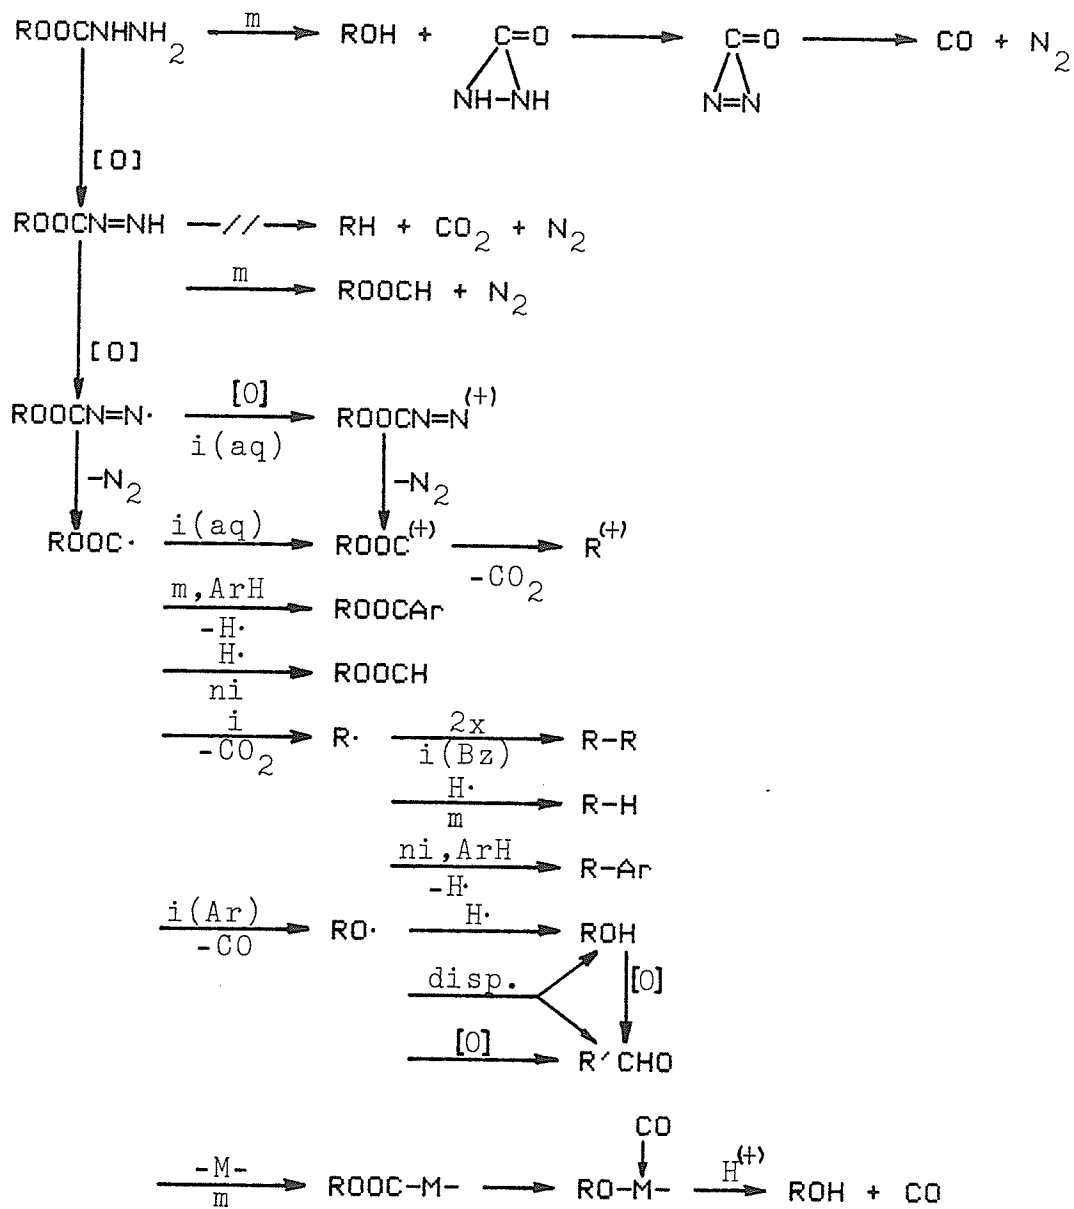 ROOCNHNH2 m ROH + C=O NH-NH C=O N=N CO + N2
[O]
ROOCN=NH —//→ RH + CO2 + N2
m ROOCH + N2
[O]
ROOCN=N· [O] i(aq) ROOCN=N(+)
-N2 -N2
ROOC· i(aq) ROOC(+) -CO2 R(+)
m,ArH -H· ROOCAr
H· ni ROOCH
i -CO2 R· 2x i(Bz) R-R
H· m R-H
ni,ArH -H· R-Ar
i(Ar) -CO RO· H· ROH
disp. [O]
[O] R′CHO
CO
-M- m ROOC-M- RO-M- H(+) ROH + CO